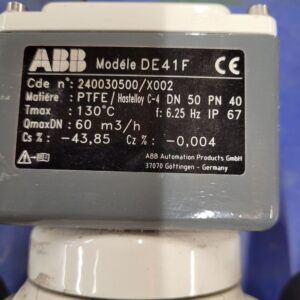 ABB Modèle DE41F CE
Cde n°: 240030500/X002
Matière : PTFE/Hastelloy C-4 DN 50 PN 40
Tmax : 130°C f: 6.25 Hz IP 67
QmaxDN: 60 m3/h
Cs % : -43,85 Cz % : -0,004
ABB Automation Products GmbH
37070 Göttingen - Germany